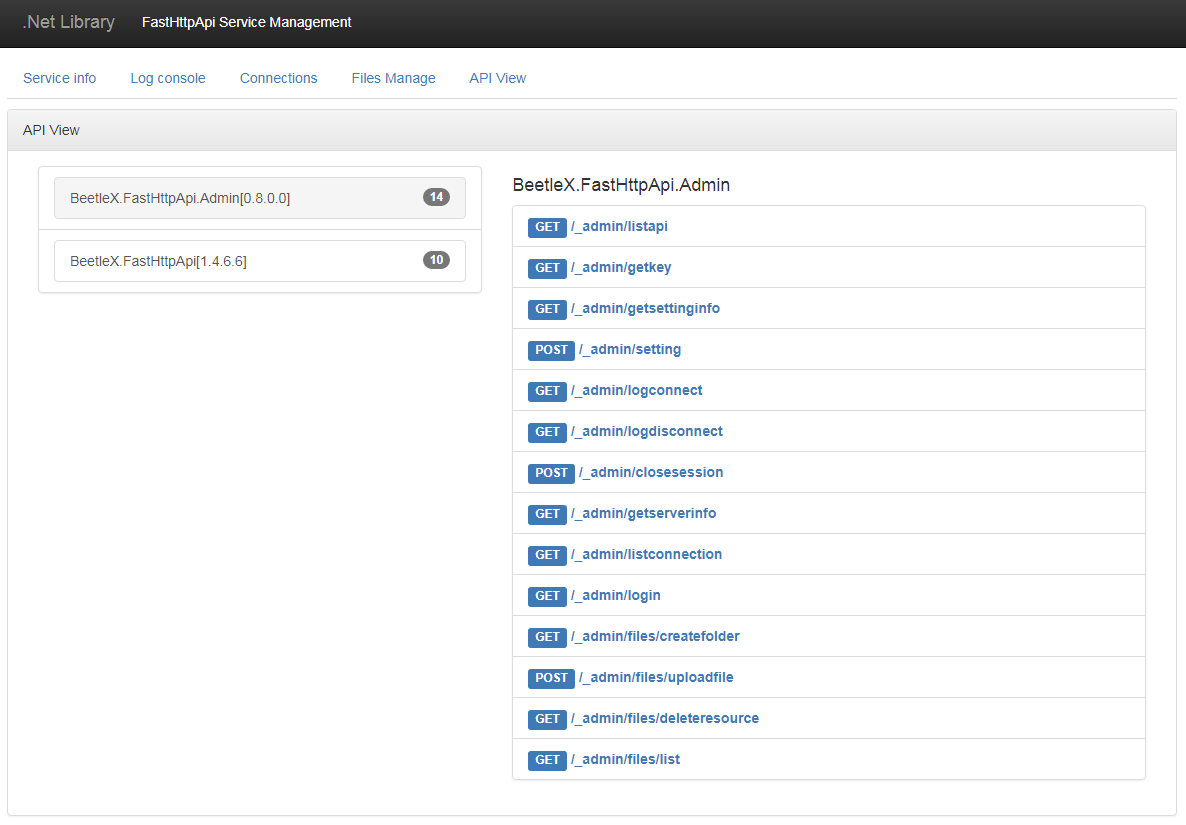 .Net Library FastHttpApi Service Management
Service info Log console Connections Files Manage API View
API View
BeetleX.FastHttpApi.Admin[0.8.0.0] 14
BeetleX.FastHttpApi[1.4.6.6] 10
BeetleX.FastHttpApi.Admin
GET /_admin/listapi
GET /_admin/getkey
GET /_admin/getsettinginfo
POST /_admin/setting
GET /_admin/logconnect
GET /_admin/logdisconnect
POST /_admin/closesession
GET /_admin/getserverinfo
GET /_admin/listconnection
GET /_admin/login
GET /_admin/files/createfolder
POST /_admin/files/uploadfile
GET /_admin/files/deleteresource
GET /_admin/files/list